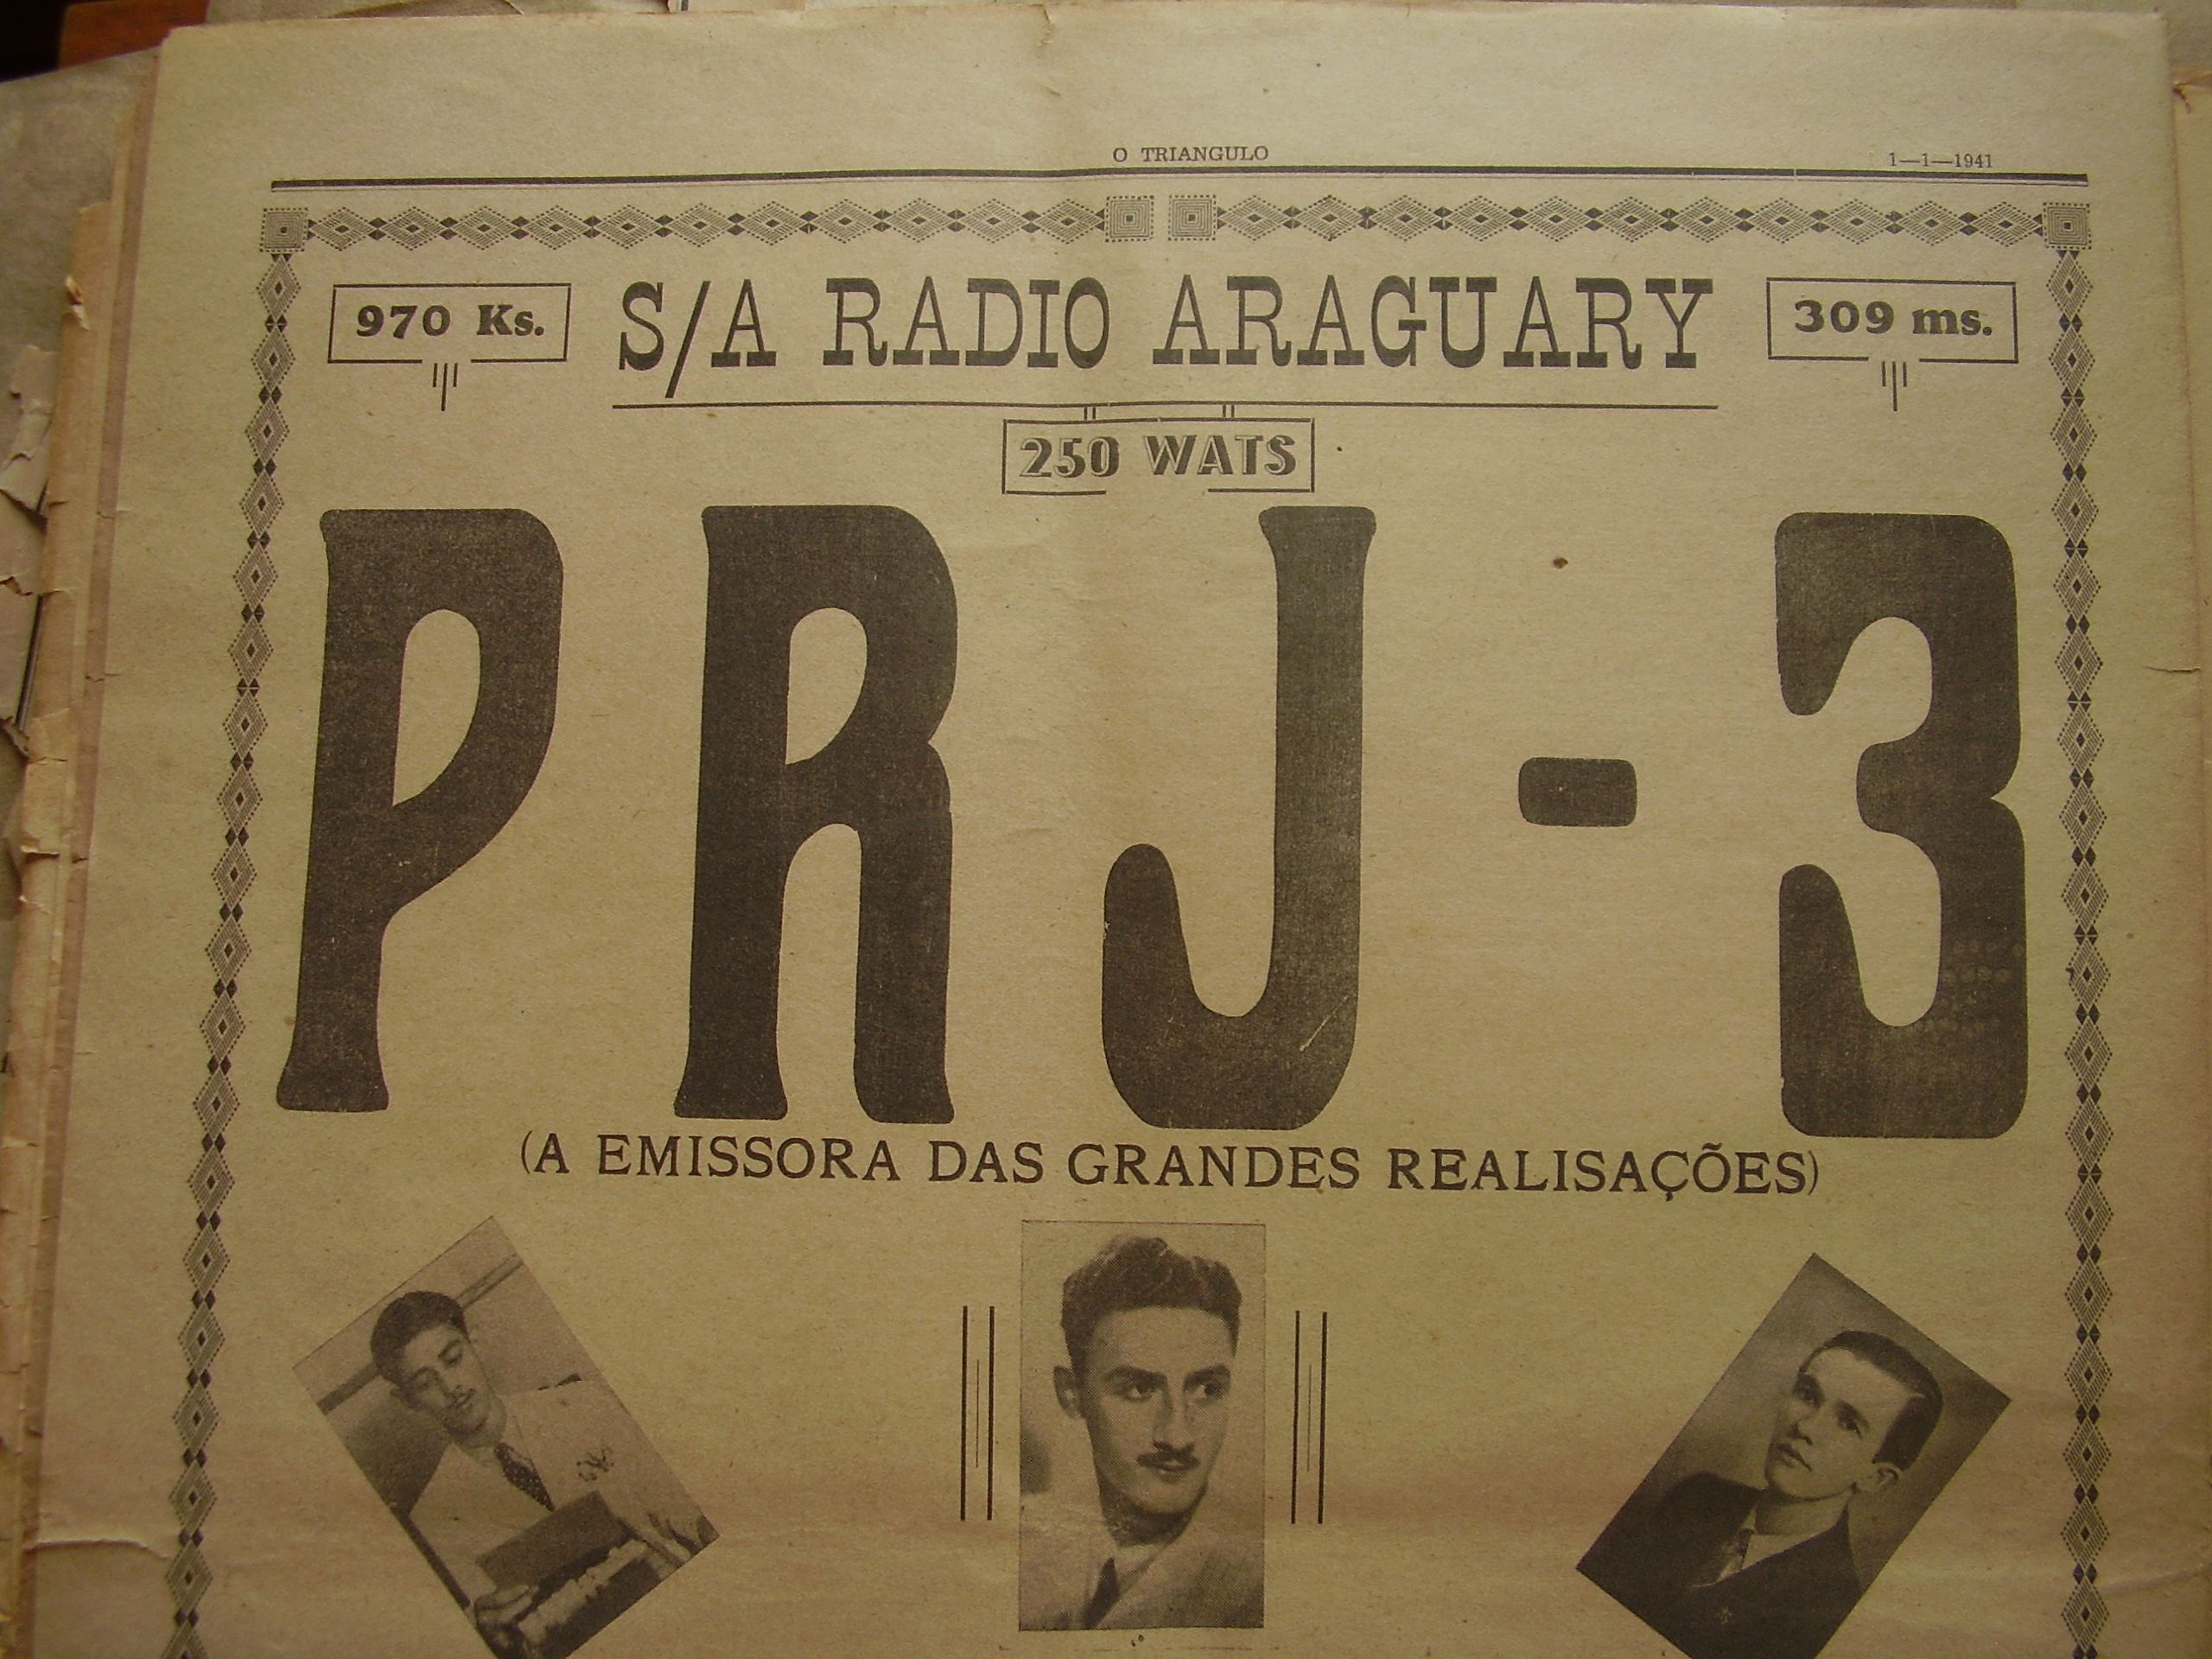 O TRIANGULO 1—1—1941
970 Ks. S/A RADIO ARAGUARY 309 ms.
250 WATS
PRJ-3
(A EMISSORA DAS GRANDES REALISAÇÕES)